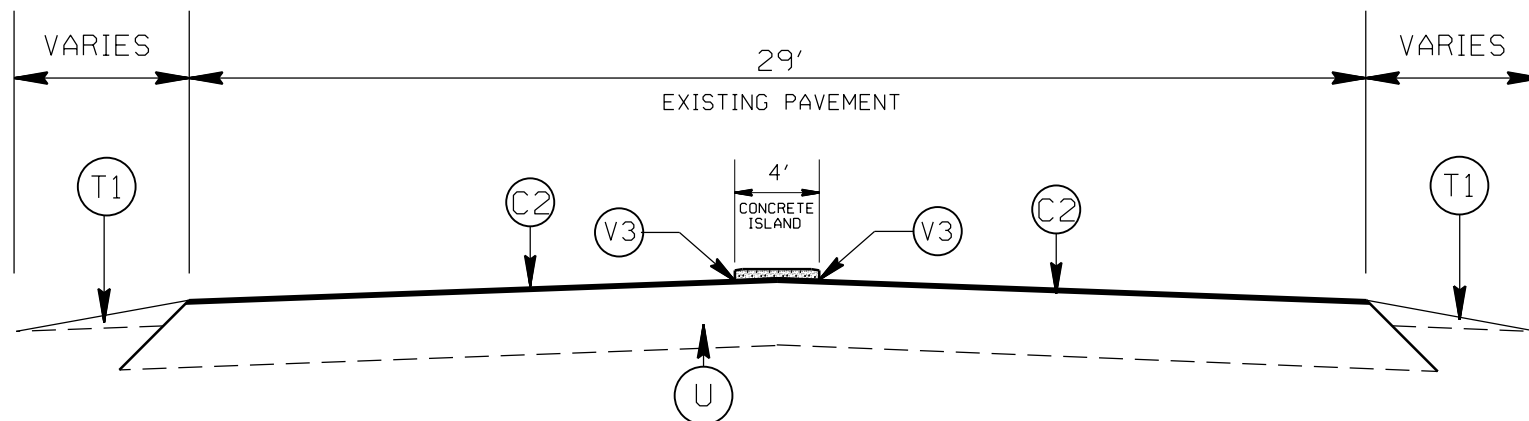 VARIES
29'
VARIES
EXISTING PAVEMENT
4'
T1
T1
C2
C2
CONCRETE
ISLAND
V3
V3
U